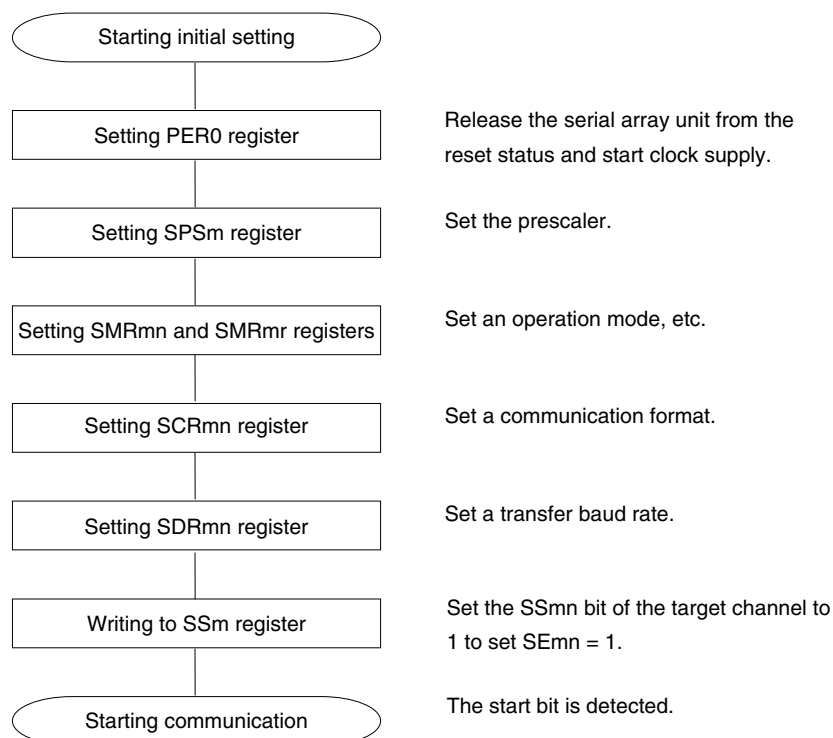 Starting initial setting
Setting PER0 register
Release the serial array unit from the
reset status and start clock supply.
Setting SPSm register
Set the prescaler.
Setting SMRmn and SMRmr registers
Set an operation mode, etc.
Setting SCRmn register
Set a communication format.
Setting SDRmn register
Set a transfer baud rate.
Writing to SSm register
Set the SSmn bit of the target channel to
1 to set SEmn = 1.
Starting communication
The start bit is detected.